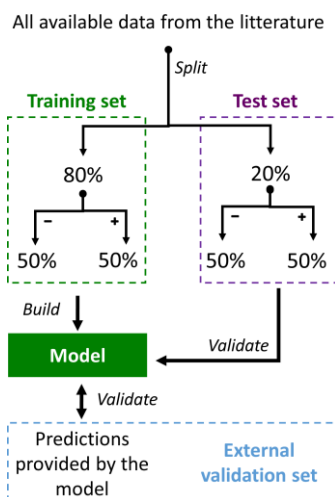 All available data from the litterature
Split
Training set
Test set
80%
20%
- +
- +
50% 50%
50% 50%
Build
Model
Validate
Validate
Predictions
provided by the
model
External
validation set